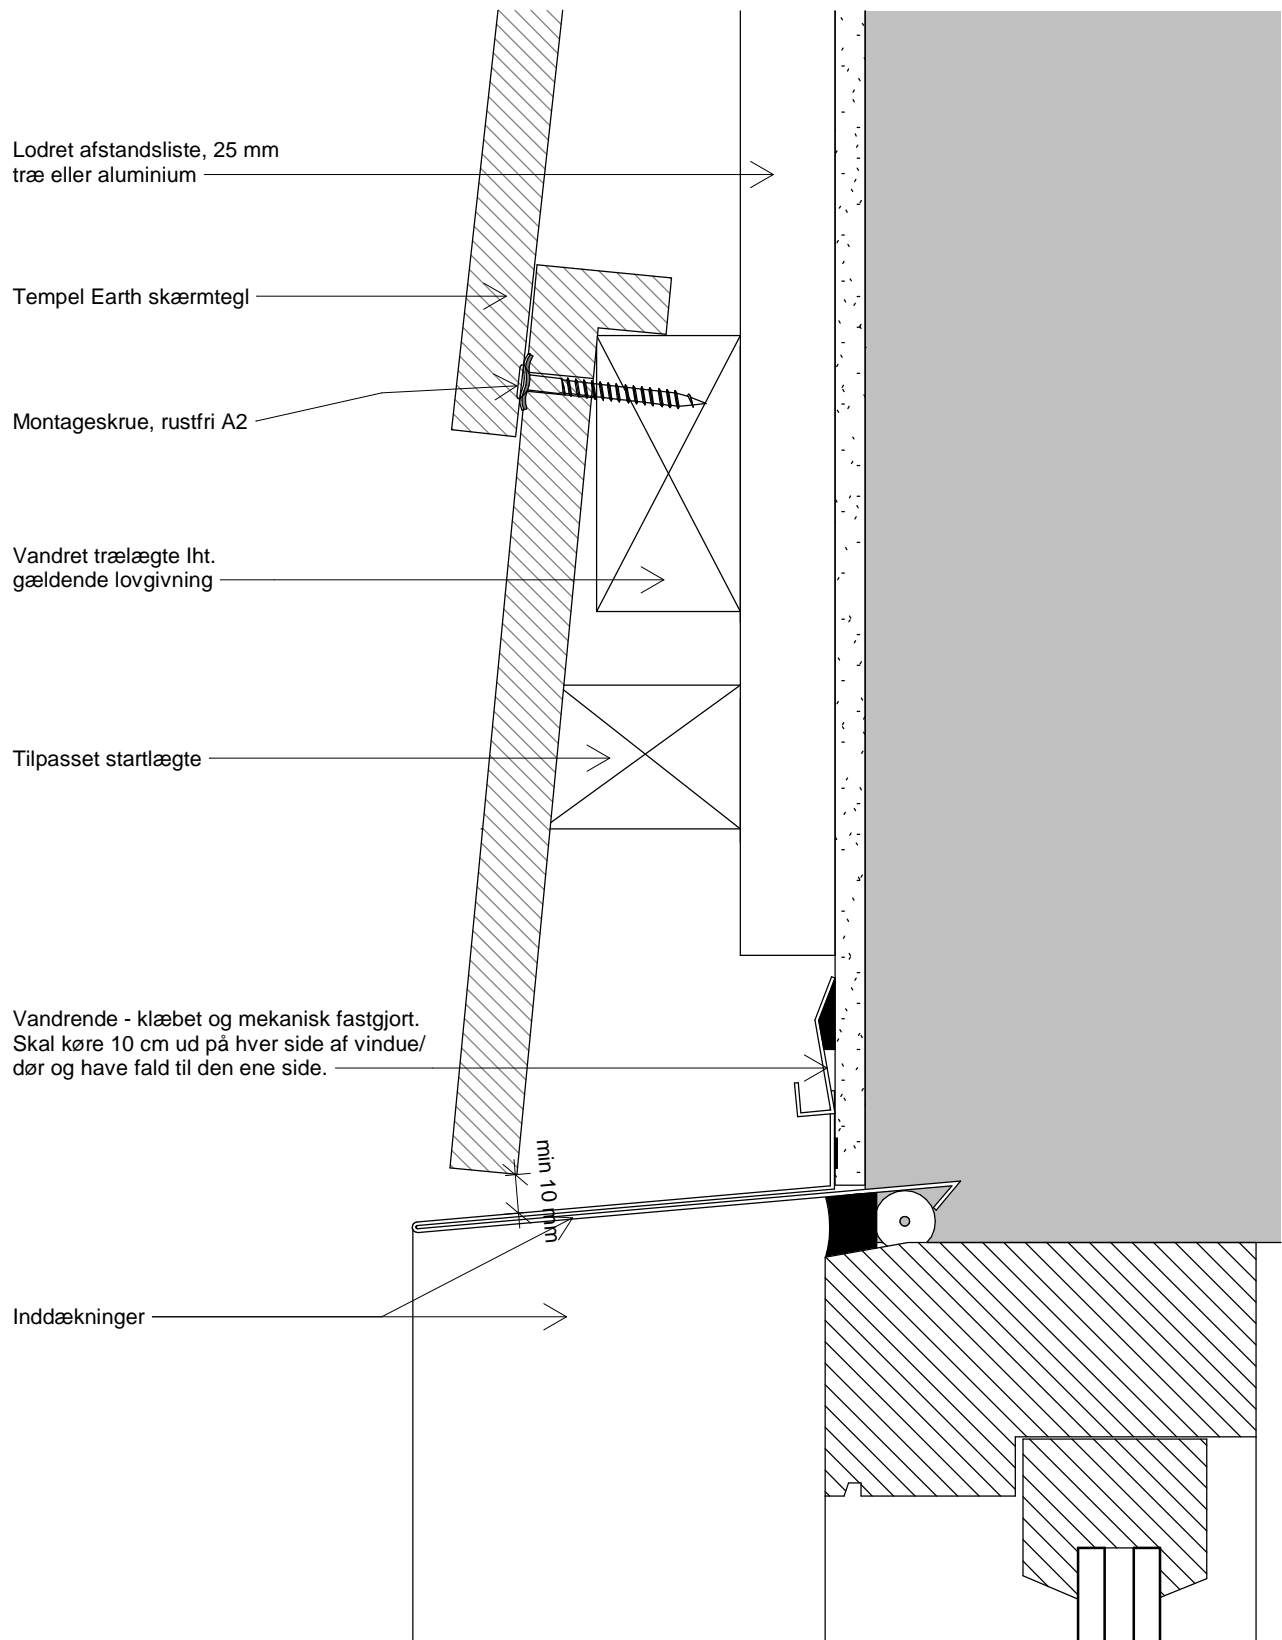 Lodret afstandsliste, 25 mm
træ eller aluminium
Tempel Earth skærmtegl
Montageskrue, rustfri A2
Vandret trælægte Iht.
gældende lovgivning
Tilpasset startlægte
Vandrende - klæbet og mekanisk fastgjort.
Skal køre 10 cm ud på hver side af vindue/
dør og have fald til den ene side.
min 10 mm
Inddækninger